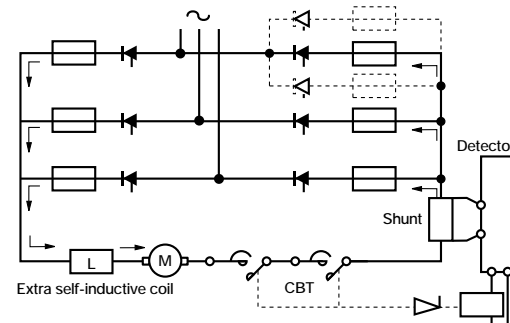 Detecto
Shunt
L
M
CBT
Extra self-inductive coil